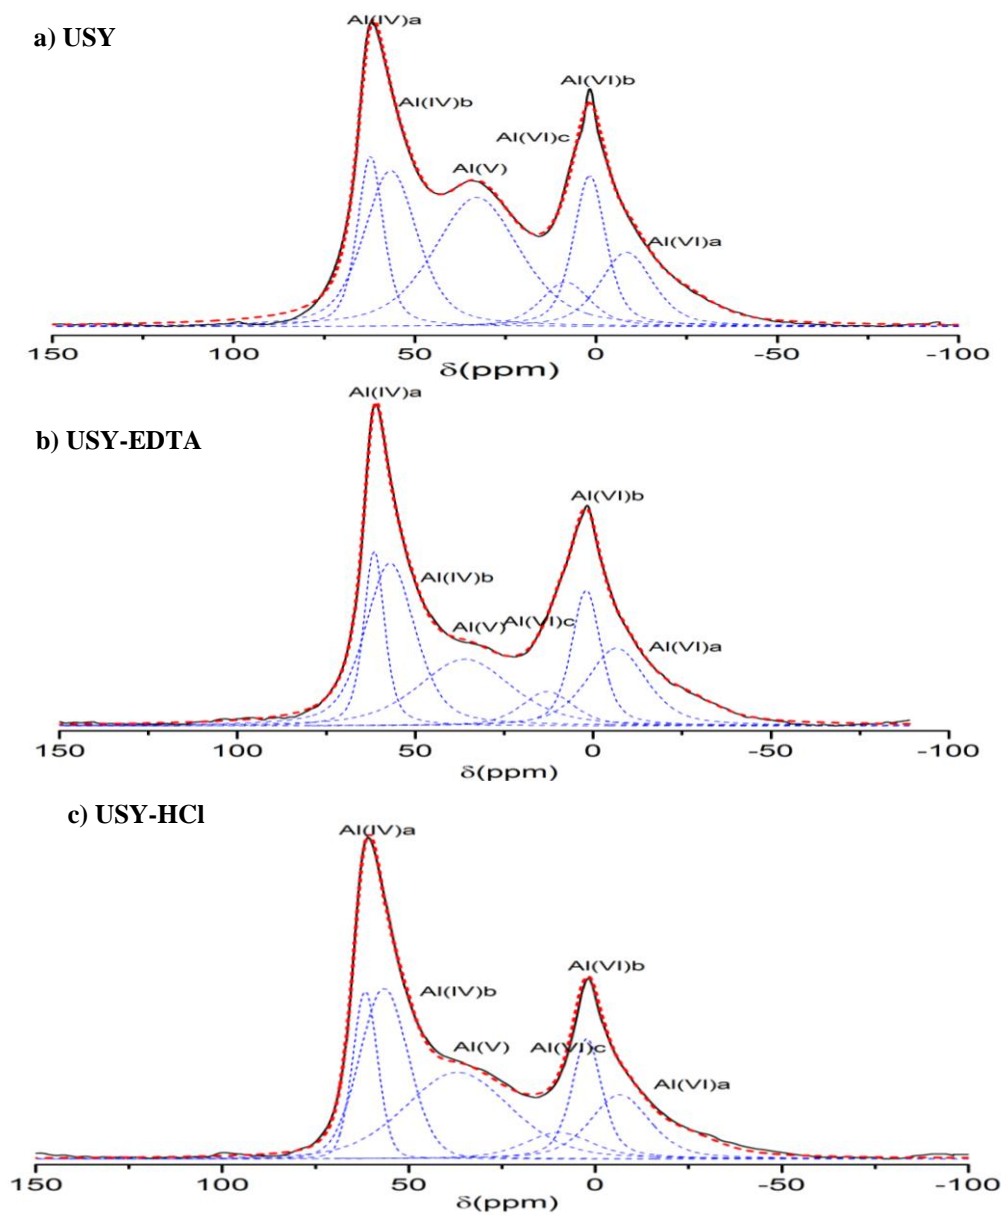 Al(IV)a
a) USY
Al(VI)b
Al(IV)b
Al(VI)c
Al(V)
Al(VI)a
150 100 50 0 -50 -100
δ(ppm)
Al(IV)a
b) USY-EDTA
Al(VI)b
Al(IV)b
Al(V) Al(VI)c
Al(VI)a
150 100 50 0 -50 -100
δ(ppm)
c) USY-HCl
Al(IV)a
Al(VI)b
Al(IV)b
Al(V) Al(VI)c
Al(VI)a
150 100 50 0 -50 -100
δ(ppm)